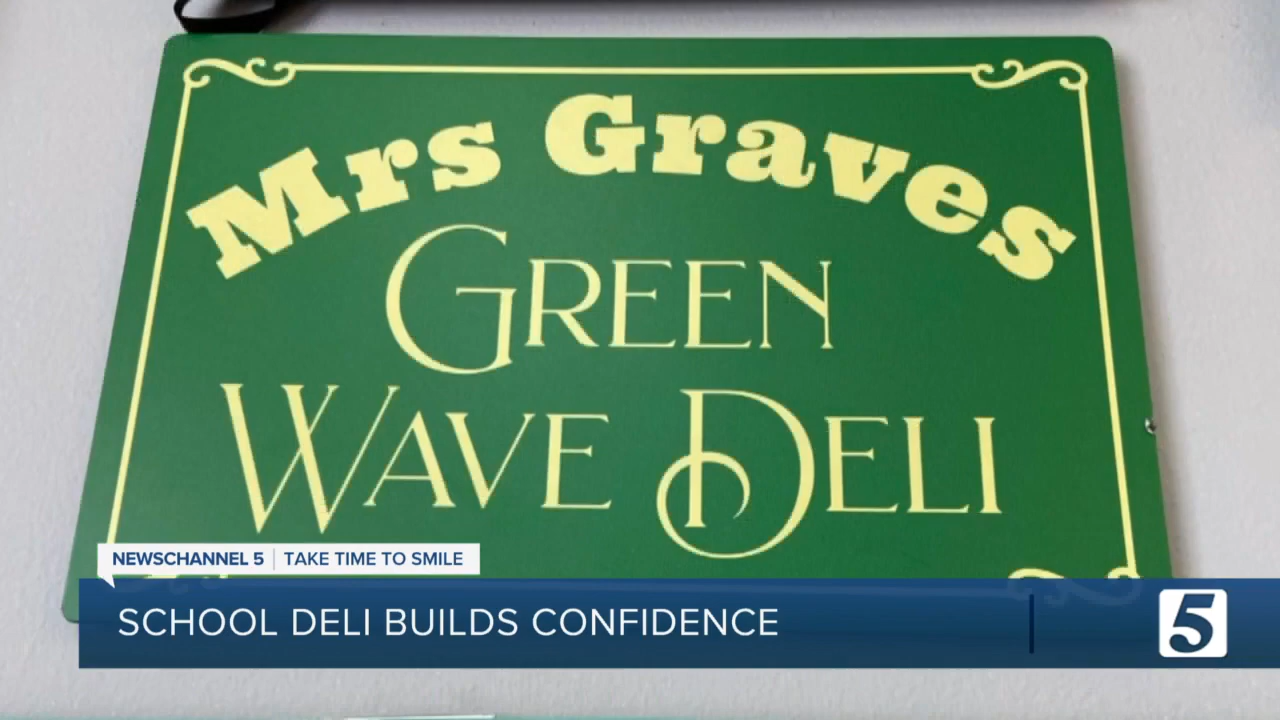 Mrs Graves
GREEN
WAVE DELI
NEWSCHANNEL 5 | TAKE TIME TO SMILE
SCHOOL DELI BUILDS CONFIDENCE
5